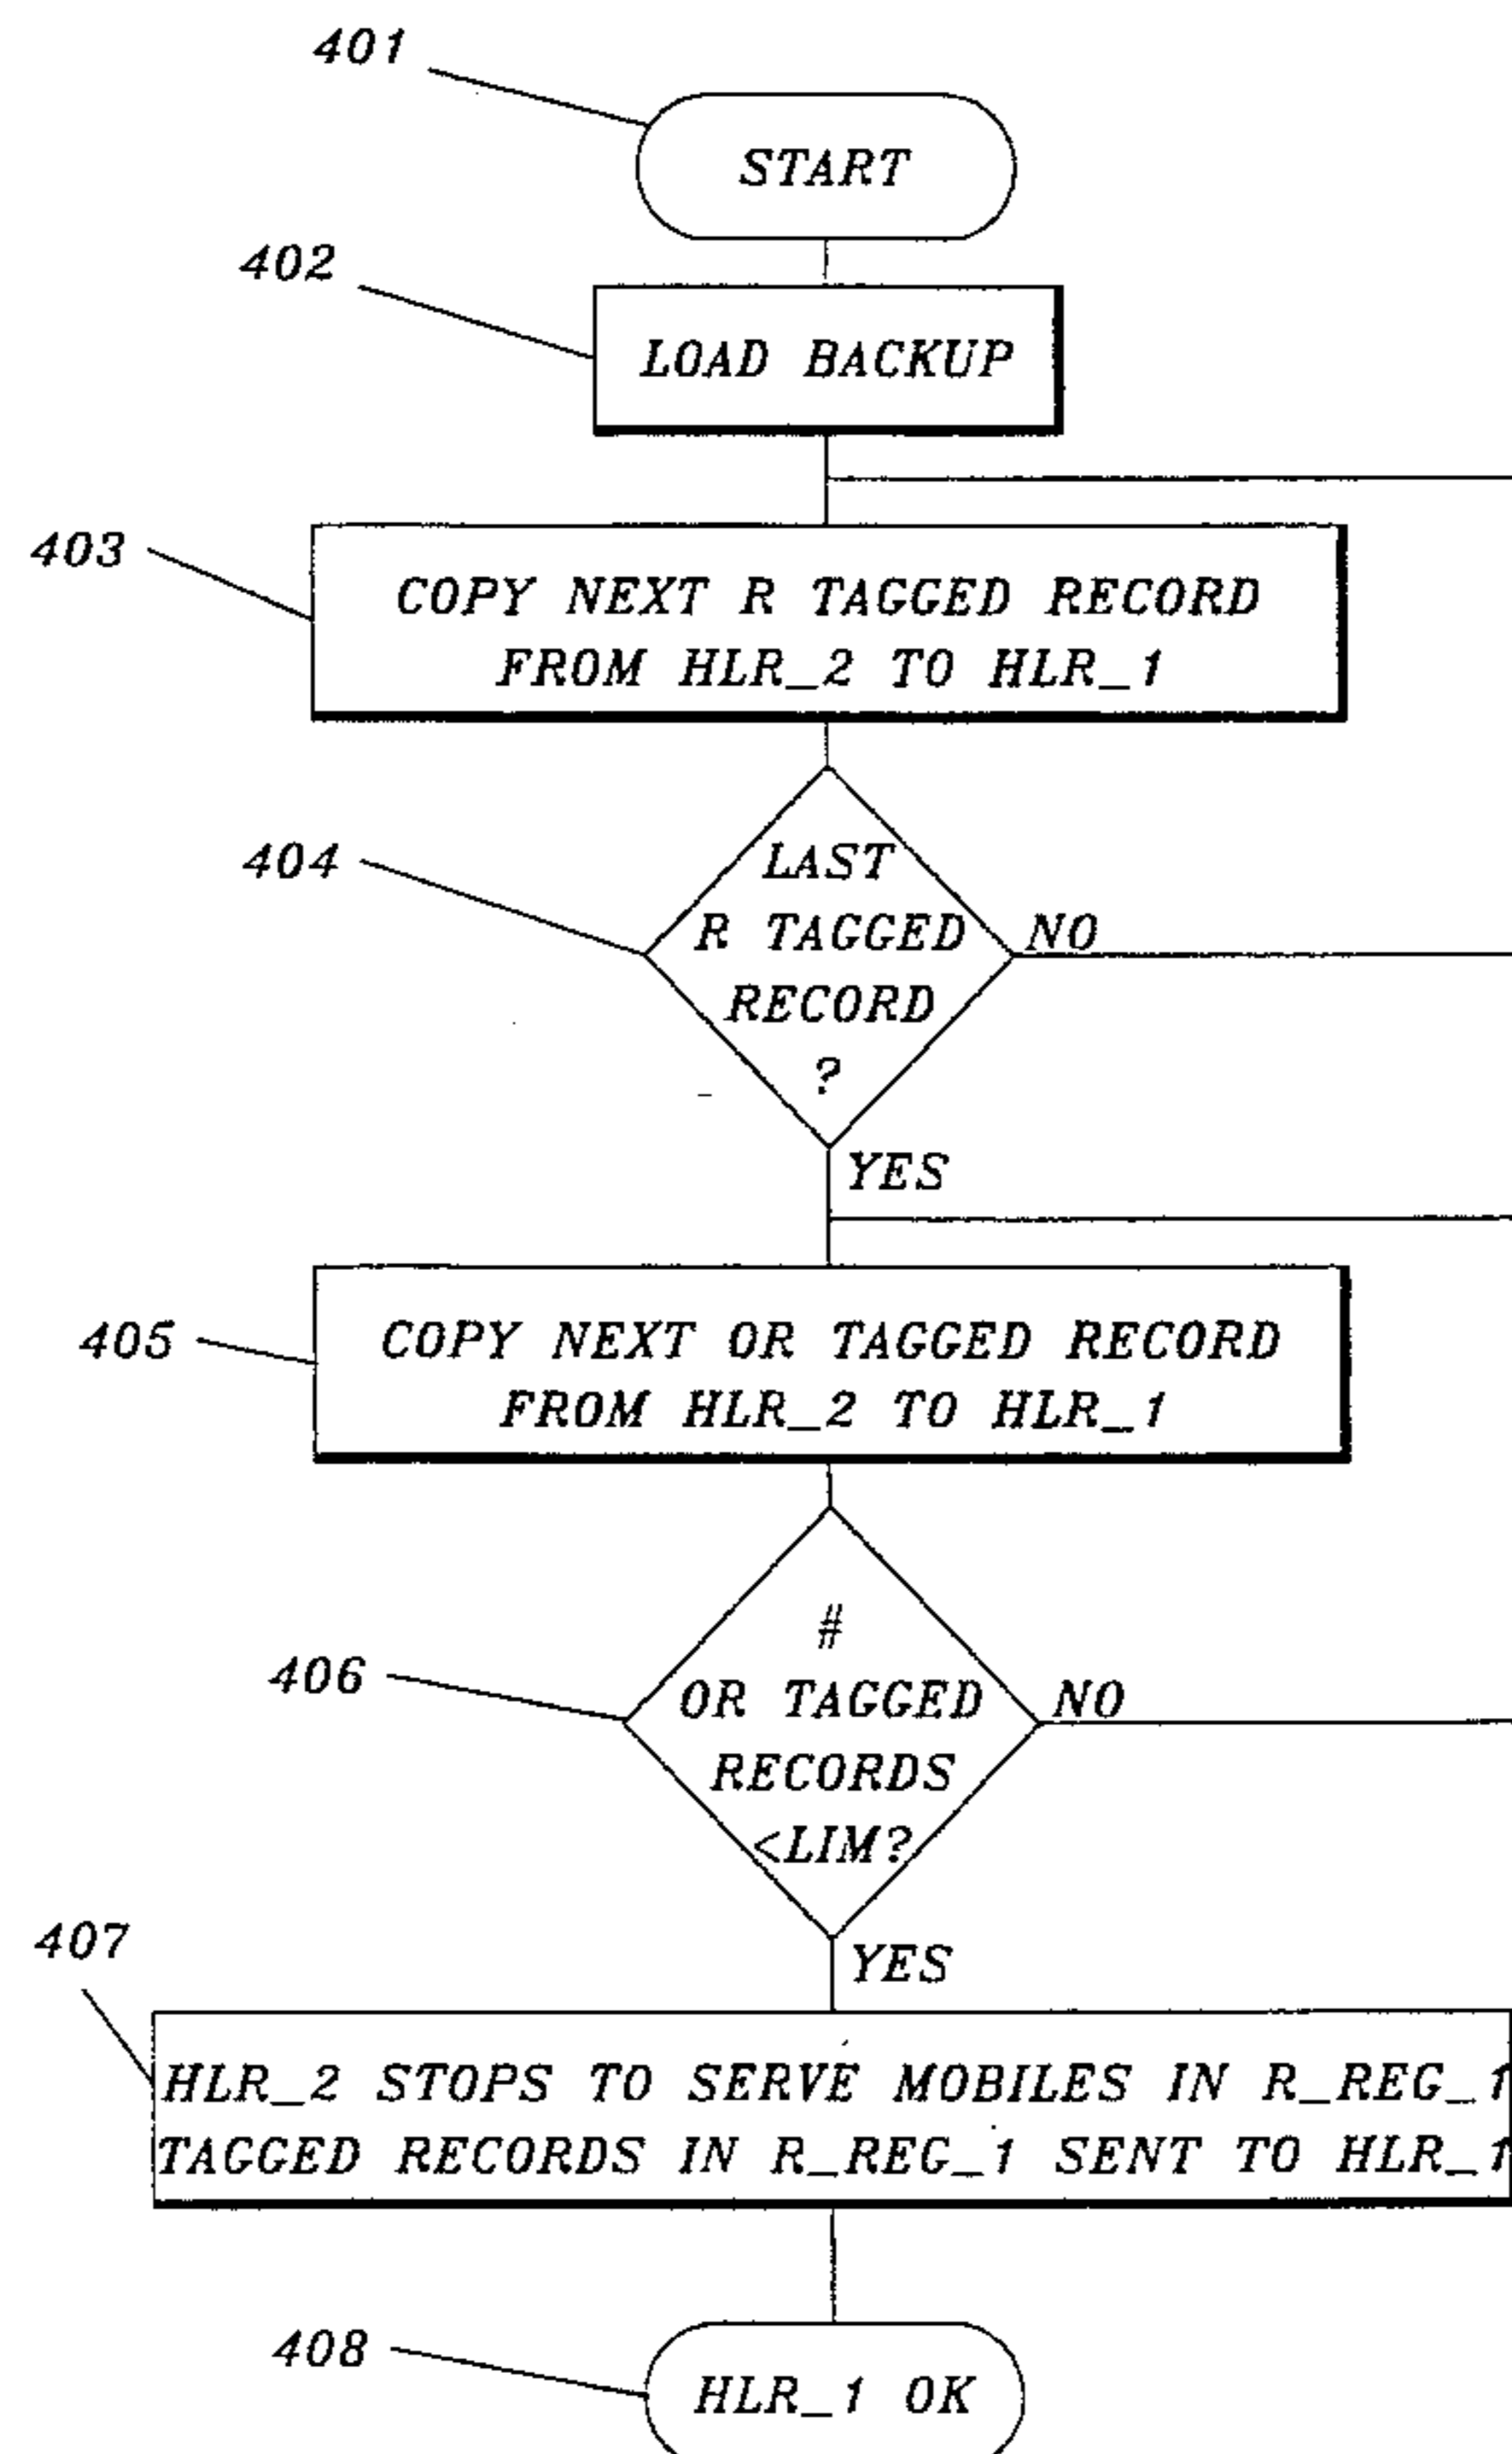 401
START
402
LOAD BACKUP
403
COPY NEXT R TAGGED RECORD
FROM HLR_2 TO HLR_1
404
LAST
R TAGGED
RECORD
?
NO
YES
405
COPY NEXT OR TAGGED RECORD
FROM HLR_2 TO HLR_1
406
#
OR TAGGED
RECORDS
<LIM?
NO
YES
407
HLR_2 STOPS TO SERVE MOBILES IN R_REG_1
TAGGED RECORDS IN R_REG_1 SENT TO HLR_1
408
HLR_1 OK